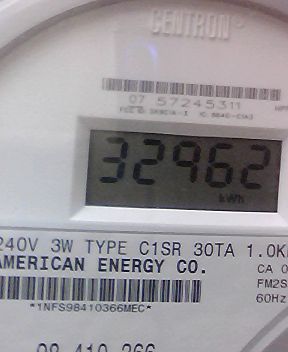 CENTRON®
07 57245311
32962
kWh
240V 3W TYPE C1SR 30TA 1.0K
AMERICAN ENERGY CO.
CA 0
FM2S
60Hz
*1NFS98410366MEC*